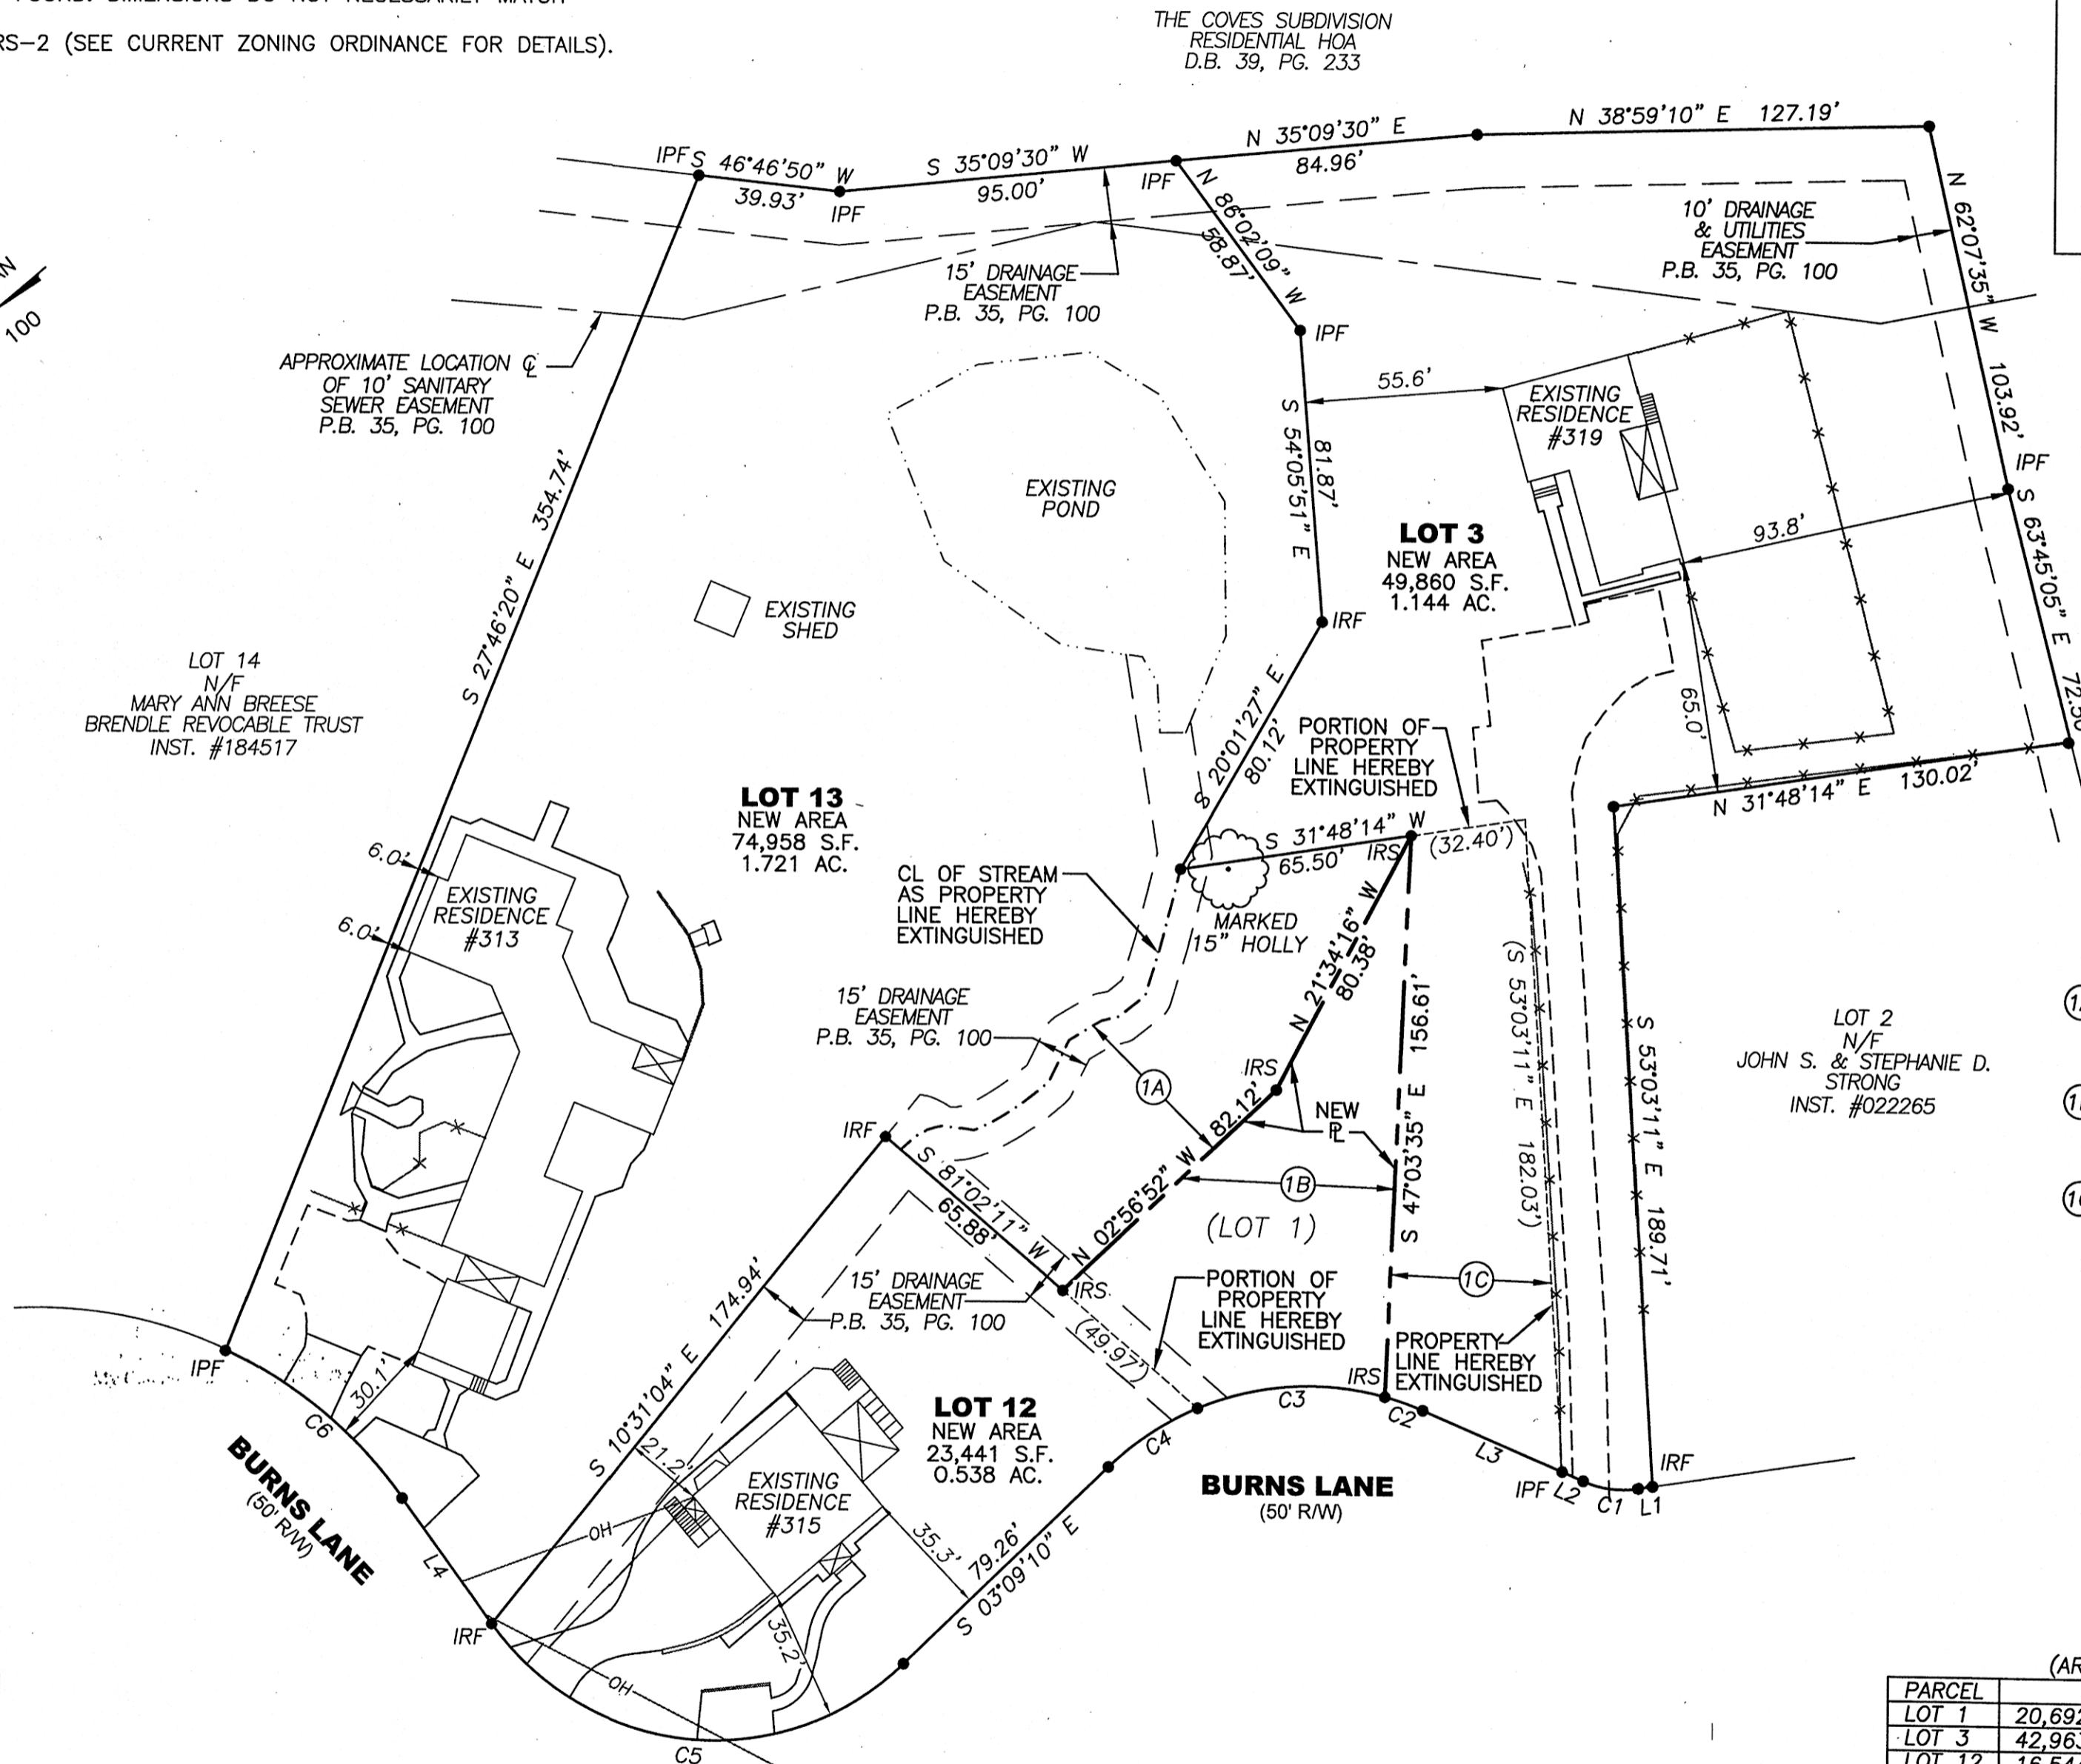 RS-2 (SEE CURRENT ZONING ORDINANCE FOR DETAILS).
THE COVES SUBDIVISION
RESIDENTIAL HOA
D.B. 39, PG. 233
100
IPF
S 46°46'50" W
39.93'
IPF
S 35°09'30" W
95.00'
IPF
N 35°09'30" E
84.96'
N 38°59'10" E 127.19'
N 62°07'35" W 103.92'
IPF
S 63°45'05" E
10' DRAINAGE
& UTILITIES
EASEMENT
P.B. 35, PG. 100
15' DRAINAGE
EASEMENT
P.B. 35, PG. 100
N 86°02'09" W
58.87'
IPF
APPROXIMATE LOCATION ℄
OF 10' SANITARY
SEWER EASEMENT
P.B. 35, PG. 100
55.6'
EXISTING
RESIDENCE
#319
S 54°05'51" E
81.87'
EXISTING
POND
LOT 3
NEW AREA
49,860 S.F.
1.144 AC.
93.8'
S 27°46'20" E 354.74'
EXISTING
SHED
IRF
LOT 14
N/F
MARY ANN BREESE
BRENDLE REVOCABLE TRUST
INST. #184517
S 20°01'27" E
80.12'
PORTION OF
PROPERTY
LINE HEREBY
EXTINGUISHED
65.0'
N 31°48'14" E 130.02'
LOT 13
NEW AREA
74,958 S.F.
1.721 AC.
S 31°48'14" W
65.50'
IRS
(32.40')
6.0'
6.0'
EXISTING
RESIDENCE
#313
CL OF STREAM
AS PROPERTY
LINE HEREBY
EXTINGUISHED
MARKED
15" HOLLY
N 21°34'16" W
80.38'
S 47°03'35" E 156.61'
(S 53°03'11" E 182.03')
S 53°03'11" E 189.71'
15' DRAINAGE
EASEMENT
P.B. 35, PG. 100
LOT 2
N/F
JOHN S. & STEPHANIE D.
STRONG
INST. #022265
1A
IRS
NEW
PL
IRF
S 81°02'11" W
65.88'
N 02°56'52" W 82.12'
1B
(LOT 1)
IRS
15' DRAINAGE
EASEMENT
P.B. 35, PG. 100
(49.97')
PORTION OF
PROPERTY
LINE HEREBY
EXTINGUISHED
1C
PROPERTY
LINE HEREBY
EXTINGUISHED
IRS
S 10°31'04" E 174.94'
IPF
30.1'
C6
BURNS LANE
(50' R/W)
L4
IRF
21.2'
LOT 12
NEW AREA
23,441 S.F.
0.538 AC.
EXISTING
RESIDENCE
#315
35.3'
35.2'
OH
OH
C5
79.26'
S 03°09'10" E
C4
C3
C2
L3
BURNS LANE
(50' R/W)
IPF
L2
C1
L1
IRF
PARCEL
LOT 1
LOT 3